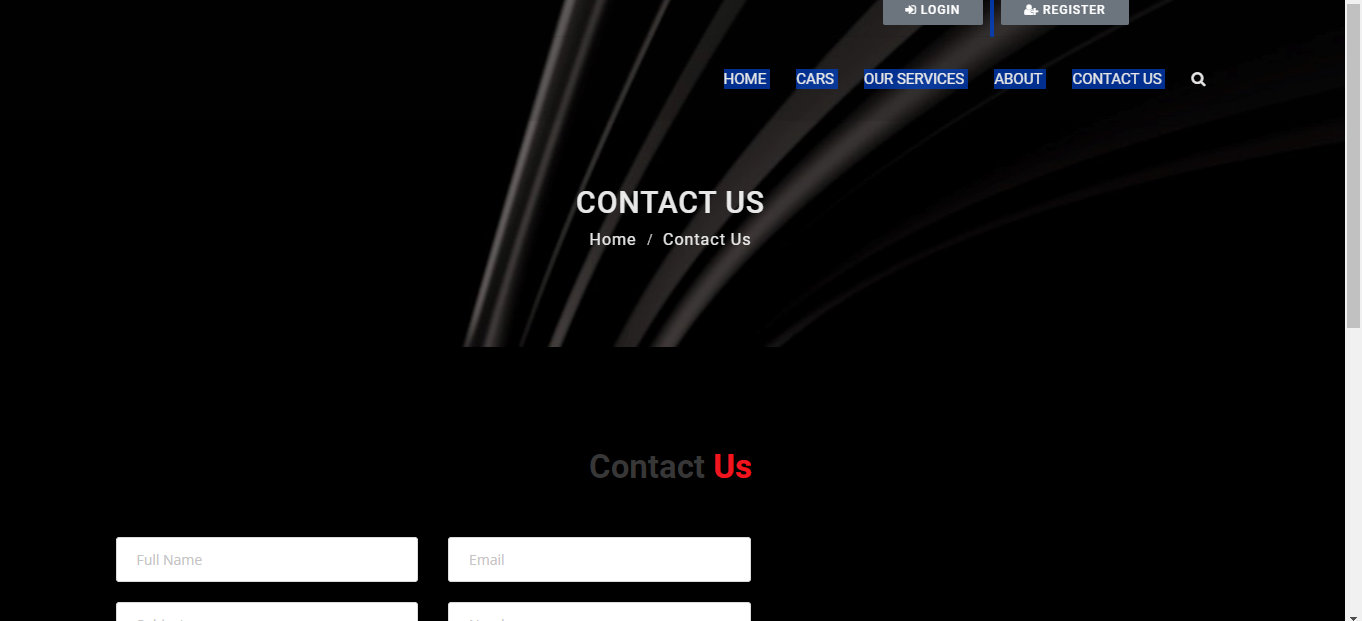 LOGIN REGISTER
HOME CARS OUR SERVICES ABOUT CONTACT US
CONTACT US
Home / Contact Us
Contact Us
Full Name Email